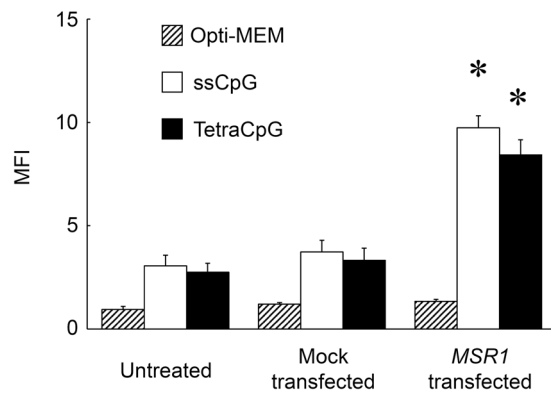 15
10
5
0
MFI
Opti-MEM
ssCpG
TetraCpG
*
*
Untreated
Mock
transfected
MSR1
transfected